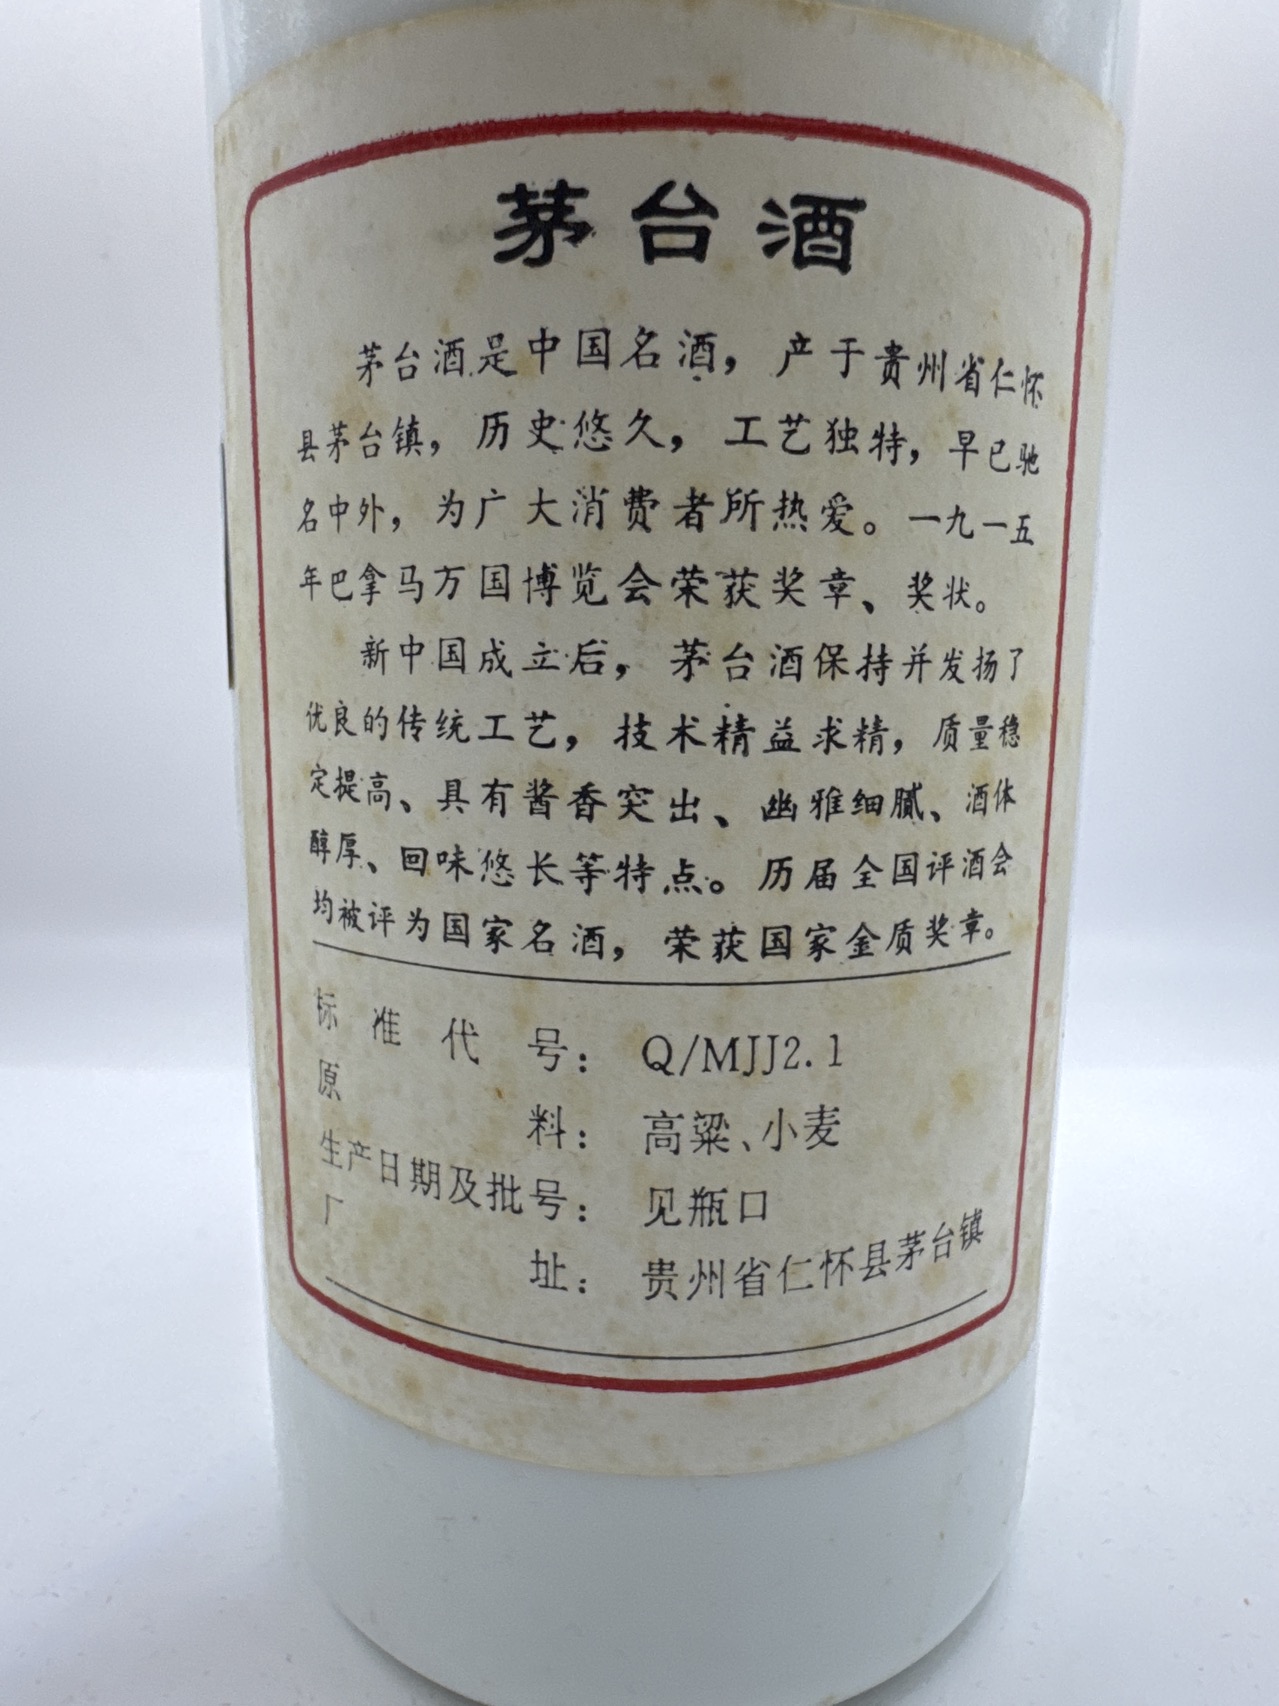 茅台酒
茅台酒是中国名酒，产于贵州省仁怀
县茅台镇，历史悠久，工艺独特，早已驰
名中外，为广大消费者所热爱。一九一五
年巴拿马万国博览会荣获奖章、奖状。
新中国成立后，茅台酒保持并发扬了
优良的传统工艺，技术精益求精，质量稳
定提高、具有酱香突出、幽雅细腻、酒体
醇厚、回味悠长等特点。历届全国评酒会
均被评为国家名酒，荣获国家金质奖章。
标准代号：Q/MJJ2.1
原料：高粱、小麦
生产日期及批号：见瓶口
厂址：贵州省仁怀县茅台镇